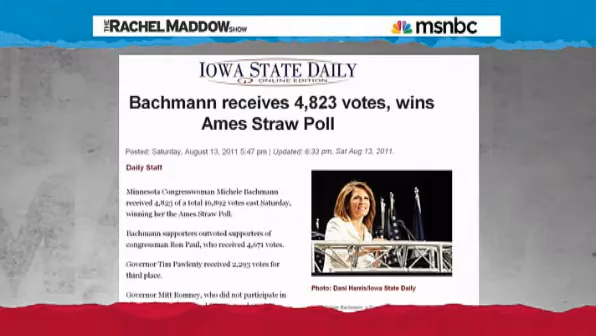 THE RACHEL MADDOW SHOW
msnbc
IOWA STATE DAILY
ONLINE EDITION
Bachmann receives 4,823 votes, wins
Ames Straw Poll
Posted: Saturday, August 13, 2011 5:47 pm | Updated: 6:33 pm, Sat Aug 13, 2011.
Daily Staff
Minnesota Congresswoman Michele Bachmann
received 4,823 of a total 16,892 votes cast Saturday,
winning her the Ames Straw Poll.
Bachmann supporters outvoted supporters of
congressman Ron Paul, who received 4,671 votes.
Governor Tim Pawlenty received 2,293 votes for
third place.
Governor Mitt Romney, who did not participate in
Photo: Dani Harris/Iowa State Daily